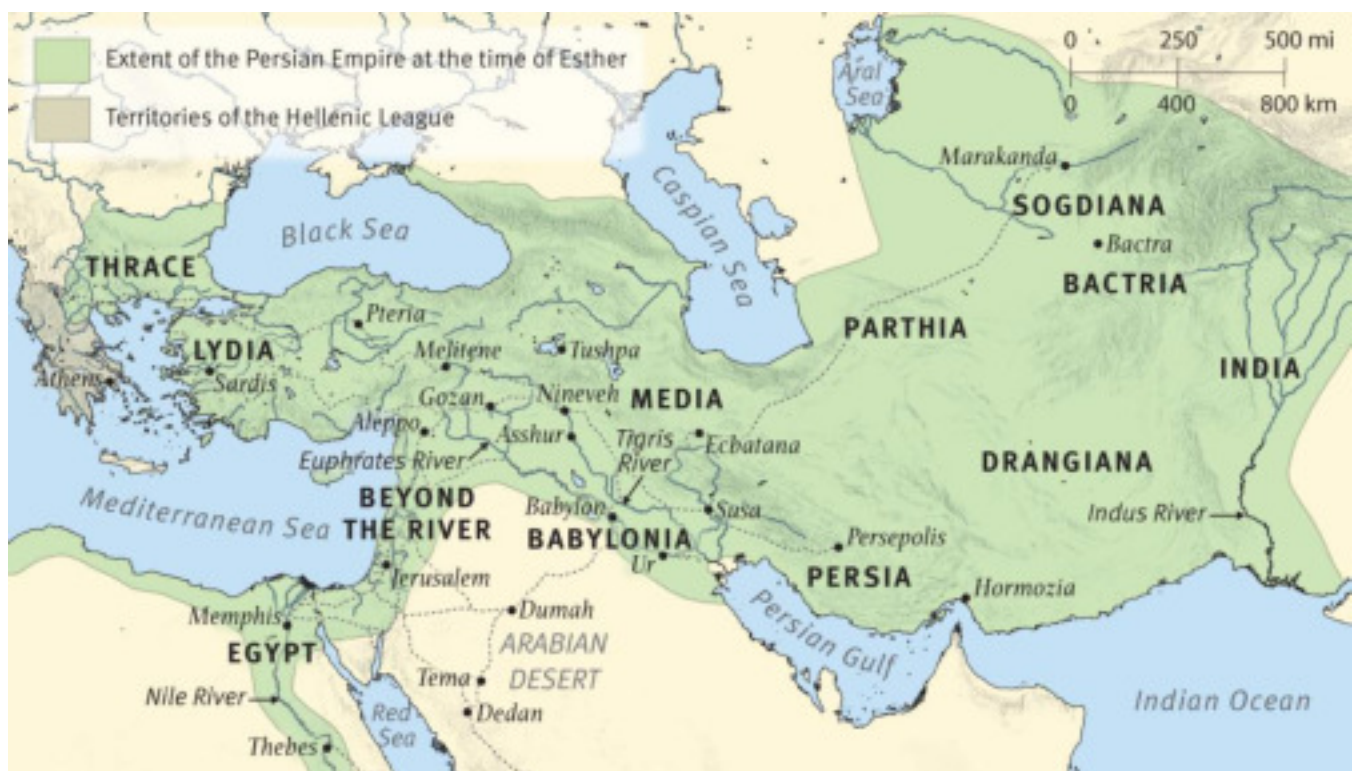 Extent of the Persian Empire at the time of Esther
Territories of the Hellenic League
0 250 500 mi
0 400 800 km
Aral
Sea
Marakanda
SOGDIANA
Bactra
BACTRIA
Caspian Sea
Black Sea
THRACE
Pteria
PARTHIA
LYDIA
Sardis
Melitene
Tushpa
INDIA
Athens
Gozan
Nineveh
MEDIA
Aleppo
Asshur
Tigris
River
Ecbatana
Euphrates River
DRANGIANA
Mediterranean Sea
BEYOND
THE RIVER
Babylon
BABYLONIA
Susa
Indus River
Persepolis
Ur
PERSIA
Jerusalem
Hormozia
Memphis
Dumah
EGYPT
ARABIAN
DESERT
Persian Gulf
Tema
Nile River
Dedan
Red
Sea
Indian Ocean
Thebes